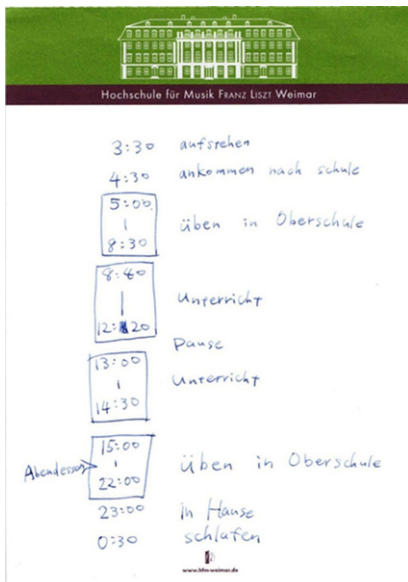 Hochschule für Musik FRANZ LISZT Weimar
3:30 aufsrehen
4:30 ankommen nach schule
5:00
|
8:30
üben in Oberschule
8:40
|
12:20
Unterricht
Pause
13:00
|
14:30
Unterricht
Abendessen
15:00
|
22:00
üben in Oberschule
23:00 in Hause
0:30 schlafen
www.hfm-weimar.de